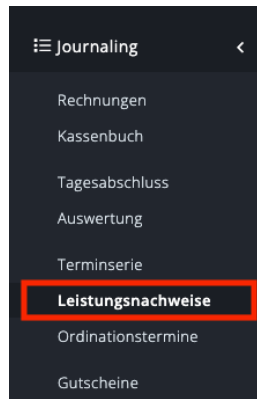 Journaling
Rechnungen
Kassenbuch
Tagesabschluss
Auswertung
Terminserie
Leistungsnachweise
Ordinationstermine
Gutscheine